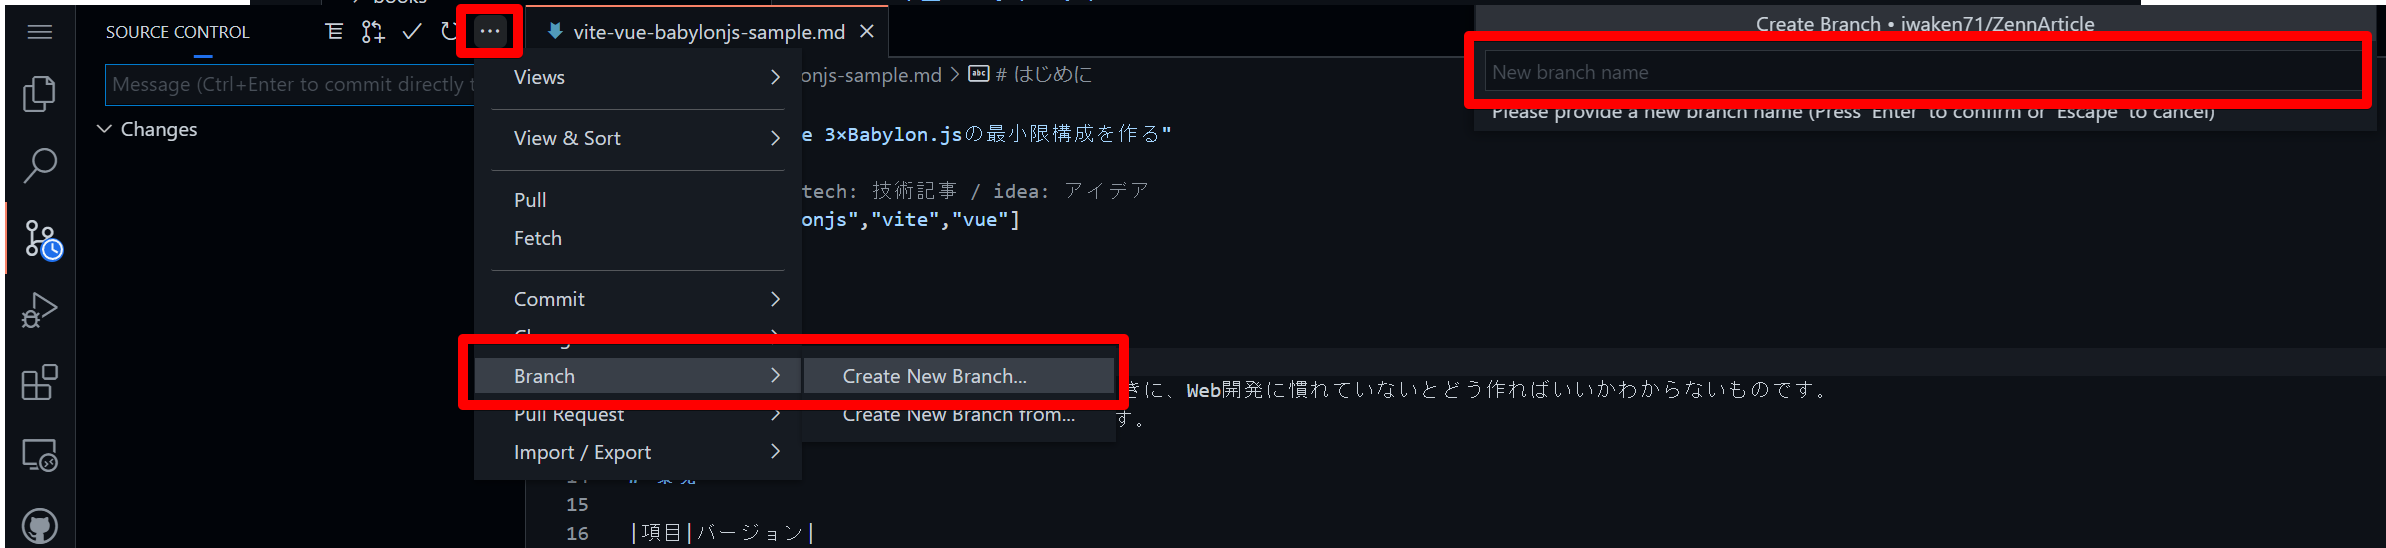 books
SOURCE CONTROL
Message (Ctrl+Enter to commit directly t
Changes
Views
View & Sort
Pull
Fetch
Commit
Branch
Pull Request
Import / Export
Create New Branch...
Create New Branch from...
vite-vue-babylonjs-sample.md
onjs-sample.md > # はじめに
e 3×Babylon.jsの最小限構成を作る"
tech: 技術記事 / idea: アイデア
onjs","vite","vue"]
きに、Web開発に慣れていないとどう作ればいいかわからないものです。
す。
14
15
16 |項目|バージョン|
Create Branch • iwaken71/ZennArticle
New branch name
Please provide a new branch name (Press 'Enter' to confirm or 'Escape' to cancel)